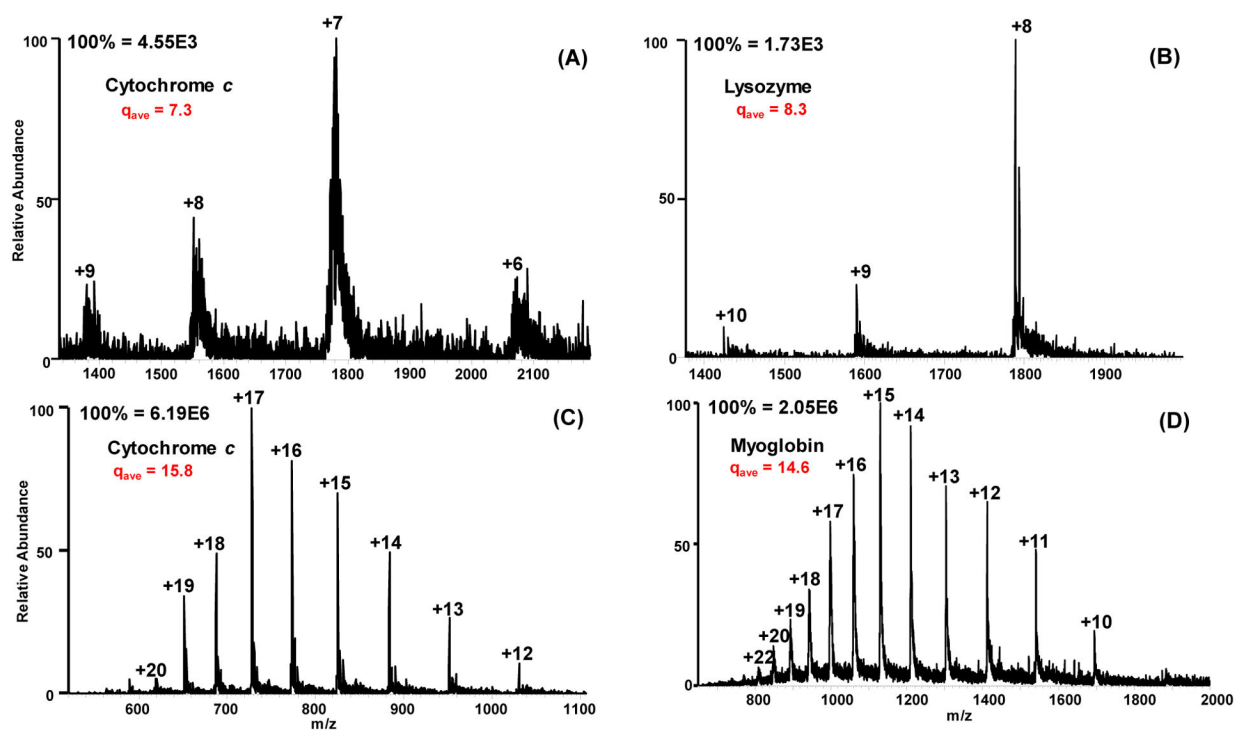 +7
100
100% = 4.55E3
(A)
Cytochrome c
q_ave = 7.3
Relative Abundance
50
+8
+9
+6
0
1400 1500 1600 1700 1800 1900 2000 2100
+8
100
100% = 1.73E3
(B)
Lysozyme
q_ave = 8.3
50
+9
+10
0
1400 1500 1600 1700 1800 1900
+17
100
100% = 6.19E6
(C)
Cytochrome c
q_ave = 15.8
+16
+15
Relative Abundance
50
+18
+14
+19
+13
+12
+20
0
600 700 800 900 1000 1100
m/z
+15
100
100% = 2.05E6
(D)
+14
Myoglobin
q_ave = 14.6
+16
+13
+12
+17
50
+11
+18
+19
+10
+20
+22
0
800 1000 1200 1400 1600 1800 2000
m/z